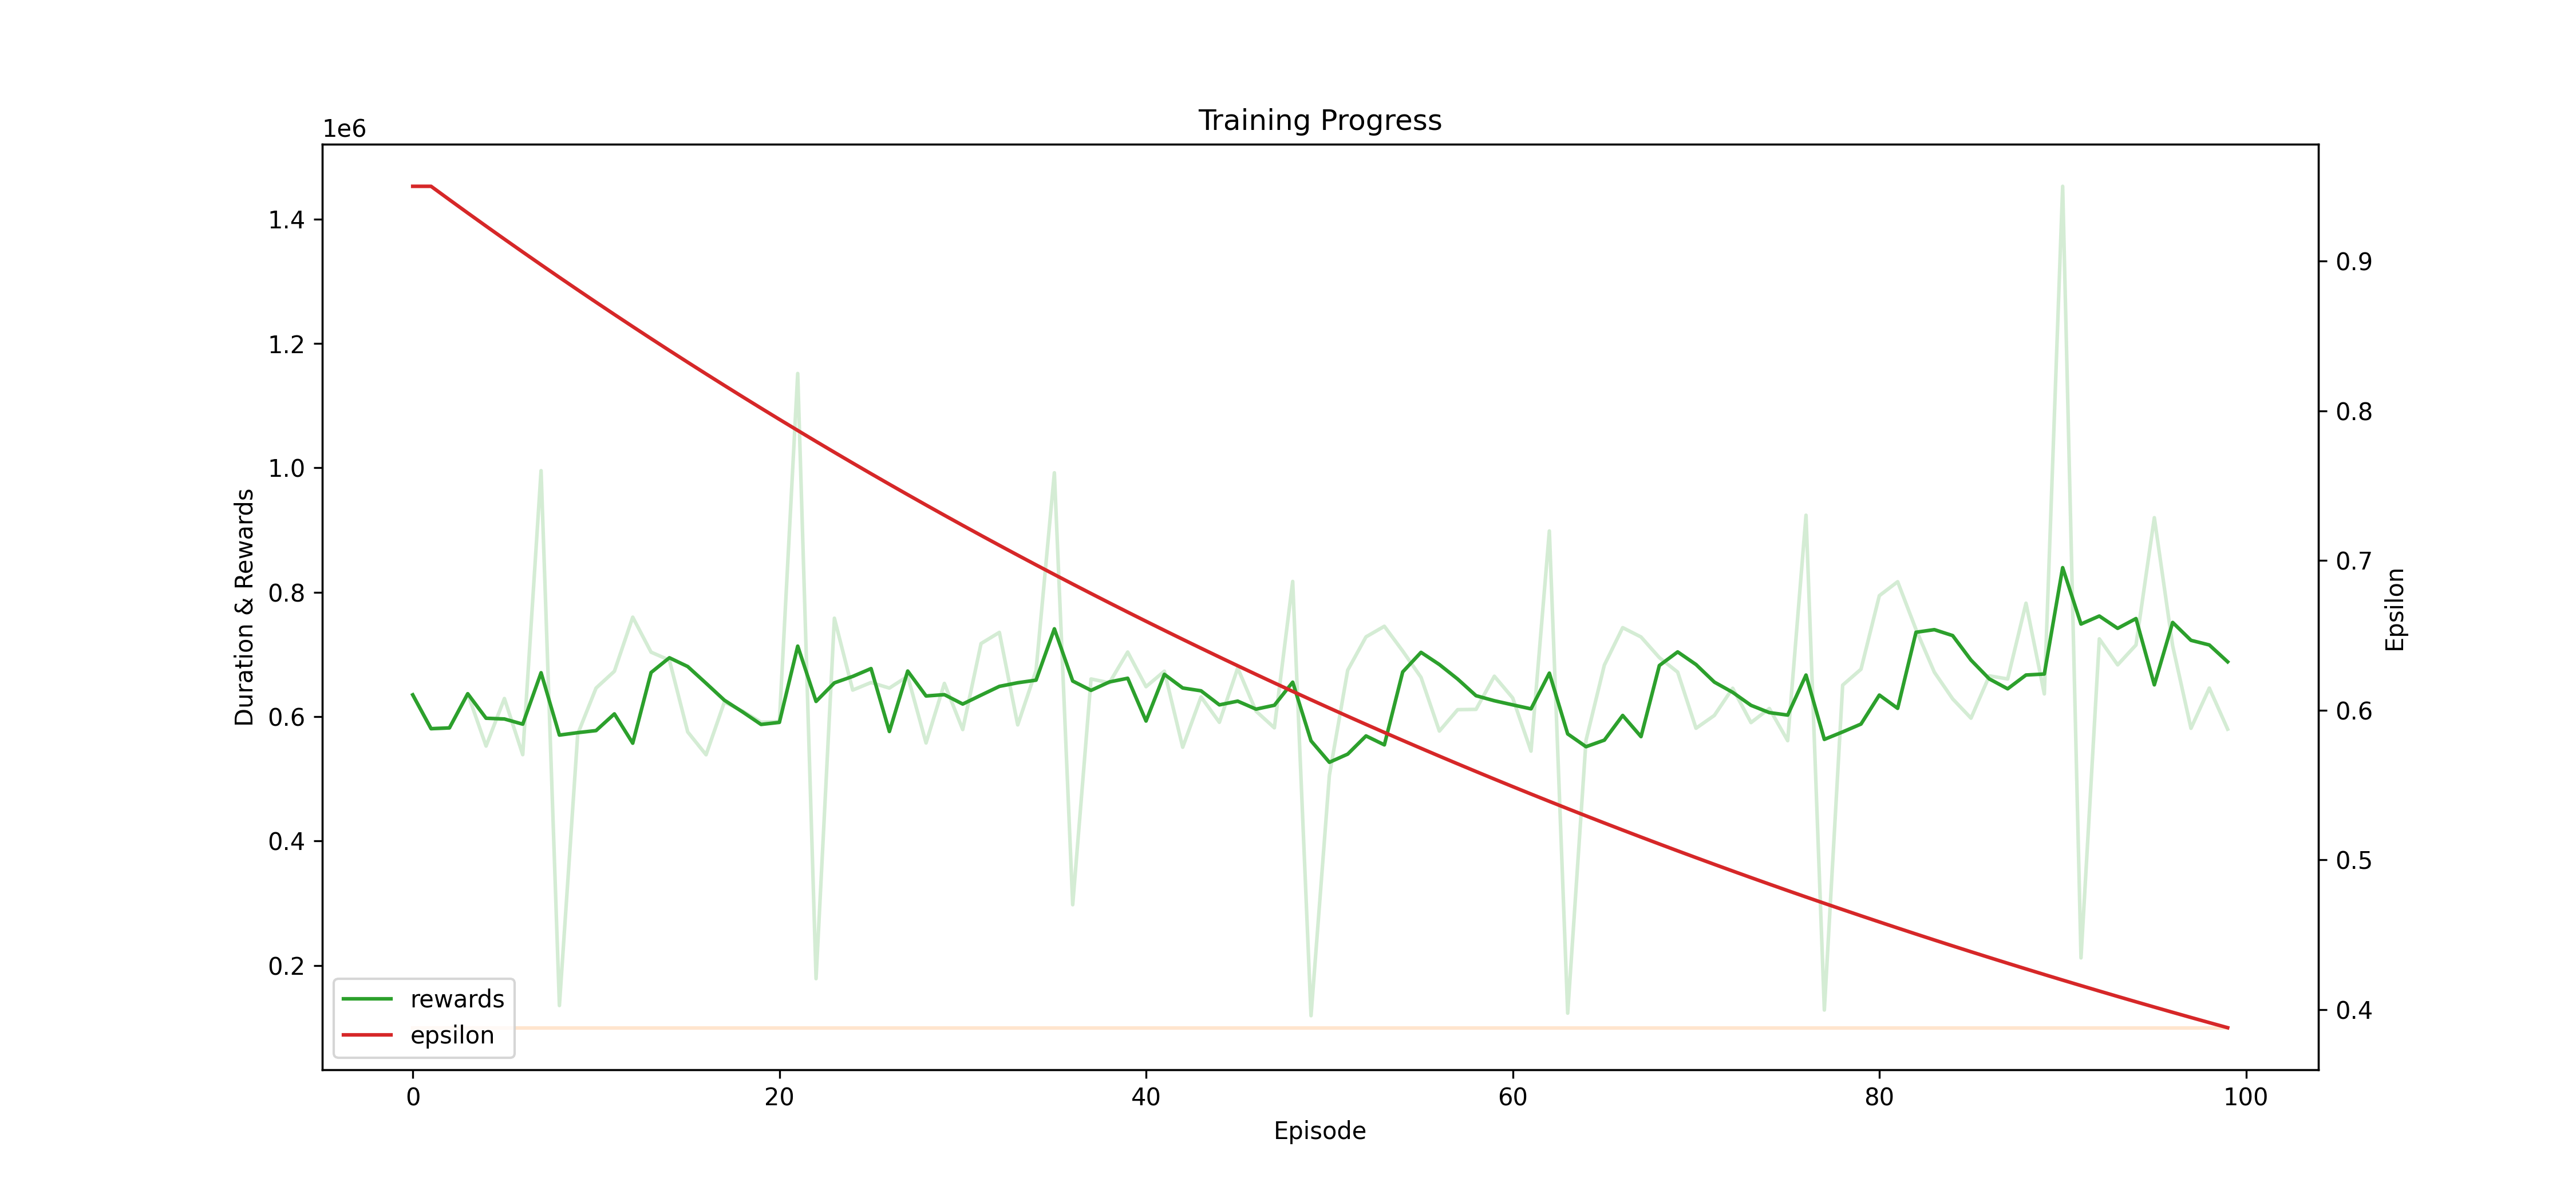 Training Progress
1e6
1.4
1.2
1.0
0.8
0.6
0.4
0.2
Duration & Rewards
0.9
0.8
0.7
0.6
0.5
0.4
Epsilon
rewards
epsilon
0 20 40 60 80 100
Episode